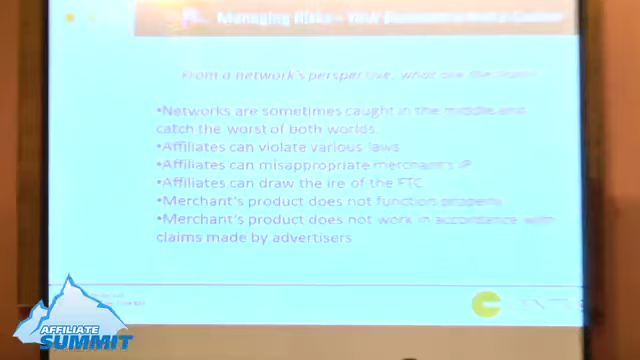 Managing Risks - Your
From a network's perspective, what are the
•Networks are sometimes caught in the middle and
catch the worst of both worlds.
•Affiliates can violate various laws
•Affiliates can misappropriate merchant's IP
•Affiliates can draw the ire of the FTC
•Merchant's product does not function properly
•Merchant's product does not work in accordance with
claims made by advertisers
AFFILIATE
SUMMIT